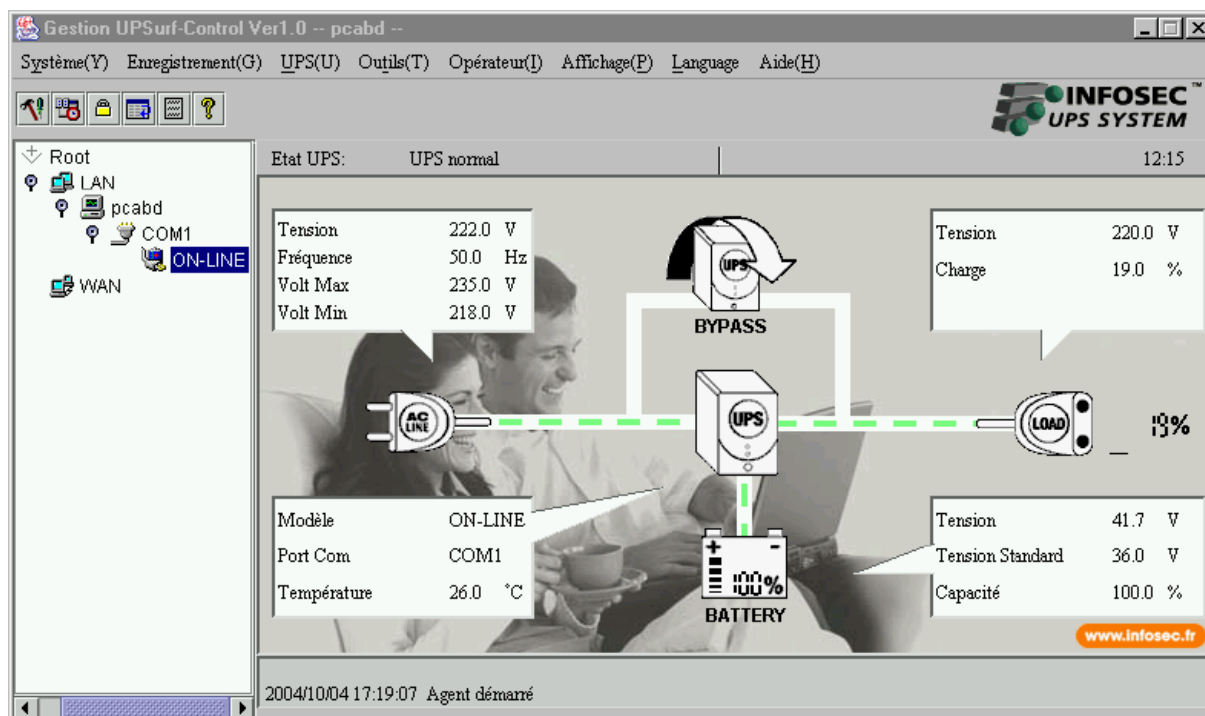 Gestion UPSurf-Control Ver1.0 -- pcabd --
Système(Y) Enregistrement(G) UPS(U) Outils(T) Opérateur(I) Affichage(P) Language Aide(H)
INFOSEC™
UPS SYSTEM
Root
LAN
pcabd
COM1
ON-LINE
WAN
Etat UPS: UPS normal 12:15
Tension 222.0 V
Fréquence 50.0 Hz
Volt Max 235.0 V
Volt Min 218.0 V
UPS
BYPASS
Tension 220.0 V
Charge 19.0 %
AC LINE
UPS
LOAD
19%
Modèle ON-LINE
Port Com COM1
Température 26.0 °C
+ -
100%
BATTERY
Tension 41.7 V
Tension Standard 36.0 V
Capacité 100.0 %
www.infosec.fr
2004/10/04 17:19:07 Agent démarré